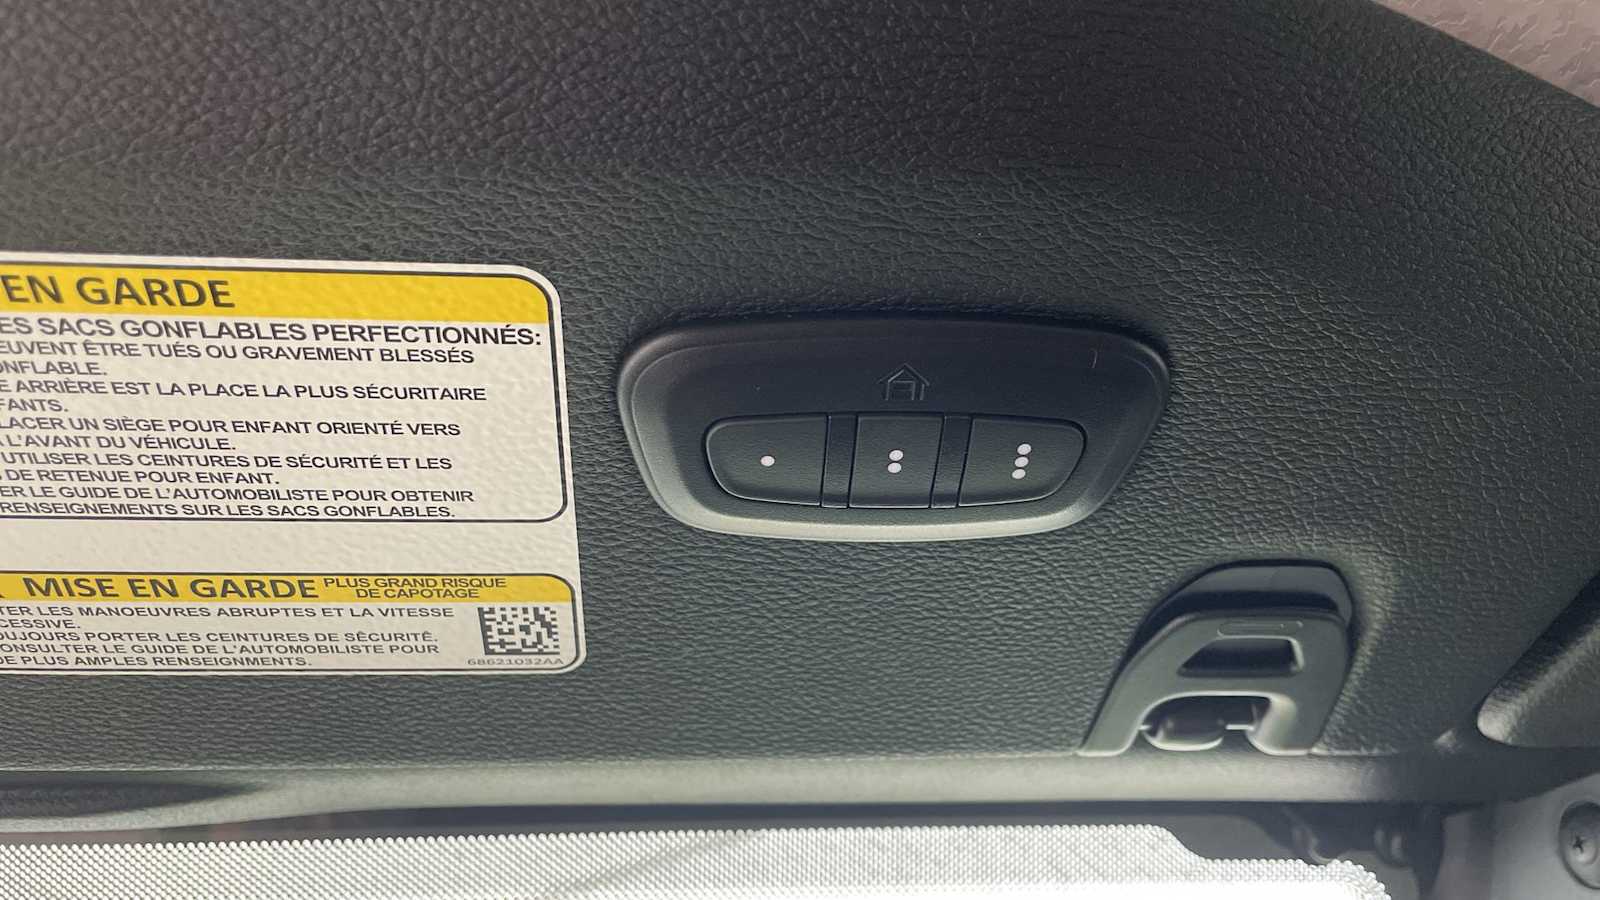 EN GARDE
ES SACS GONFLABLES PERFECTIONNÉS:
EUVENT ÊTRE TUÉS OU GRAVEMENT BLESSÉS
ONFLABLE.
E ARRIÈRE EST LA PLACE LA PLUS SÉCURITAIRE
FANTS.
LACER UN SIÈGE POUR ENFANT ORIENTÉ VERS
L'AVANT DU VÉHICULE.
UTILISER LES CEINTURES DE SÉCURITÉ ET LES
DE RETENUE POUR ENFANT.
ER LE GUIDE DE L'AUTOMOBILISTE POUR OBTENIR
RENSEIGNEMENTS SUR LES SACS GONFLABLES.
MISE EN GARDE PLUS GRAND RISQUE
DE CAPOTAGE
TER LES MANOEUVRES ABRUPTES ET LA VITESSE
CESSIVE.
OUJOURS PORTER LES CEINTURES DE SÉCURITÉ.
ONSULTER LE GUIDE DE L'AUTOMOBILISTE POUR
DE PLUS AMPLES RENSEIGNMENTS.
68621032AA